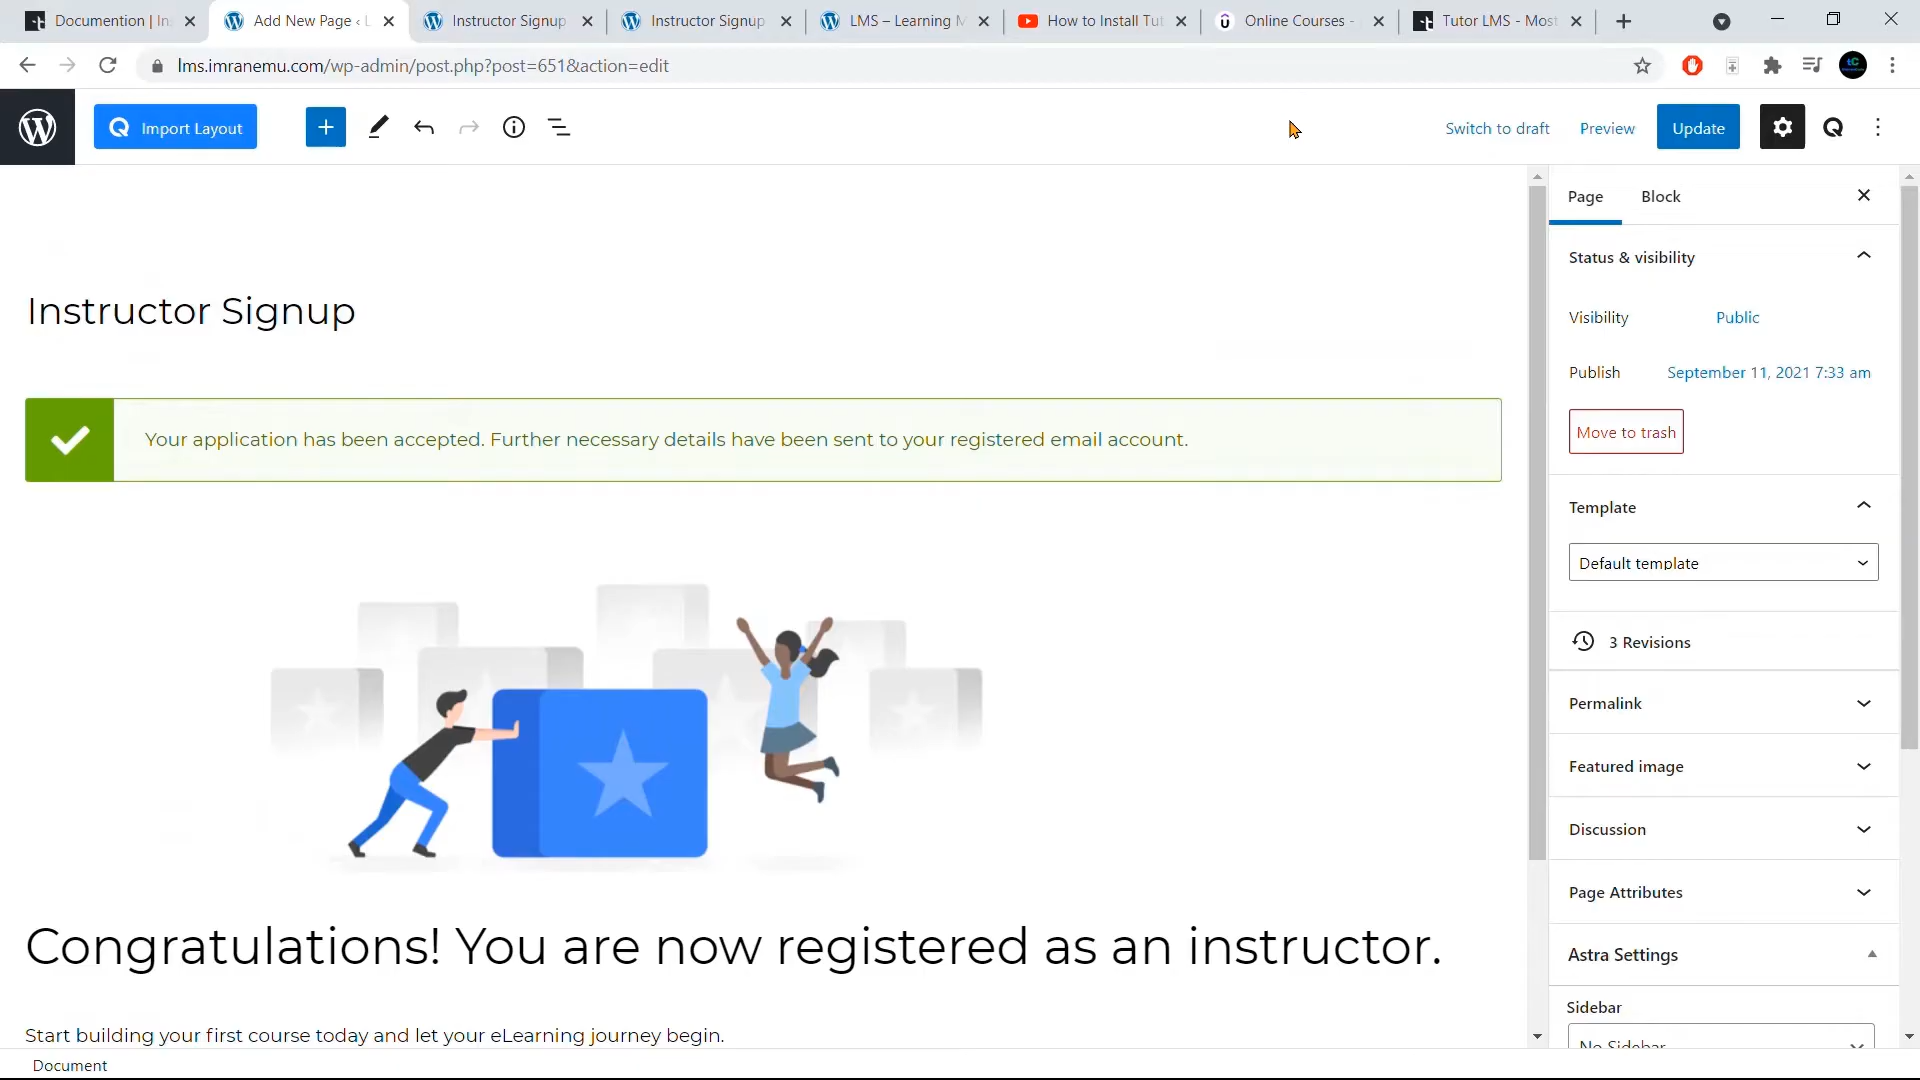 Documention | In
Add New Page ‹ L
Instructor Signup
Instructor Signup
LMS – Learning M
How to Install Tut
Online Courses -
Tutor LMS - Most
lms.imranemu.com/wp-admin/post.php?post=651&action=edit
Import Layout
Switch to draft
Preview
Update
Page
Block
Status & visibility
Visibility
Public
Publish
September 11, 2021 7:33 am
Move to trash
Template
Default template
3 Revisions
Permalink
Featured image
Discussion
Page Attributes
Astra Settings
Sidebar
No Sidebar
Instructor Signup
Your application has been accepted. Further necessary details have been sent to your registered email account.
Congratulations! You are now registered as an instructor.
Start building your first course today and let your eLearning journey begin.
Document